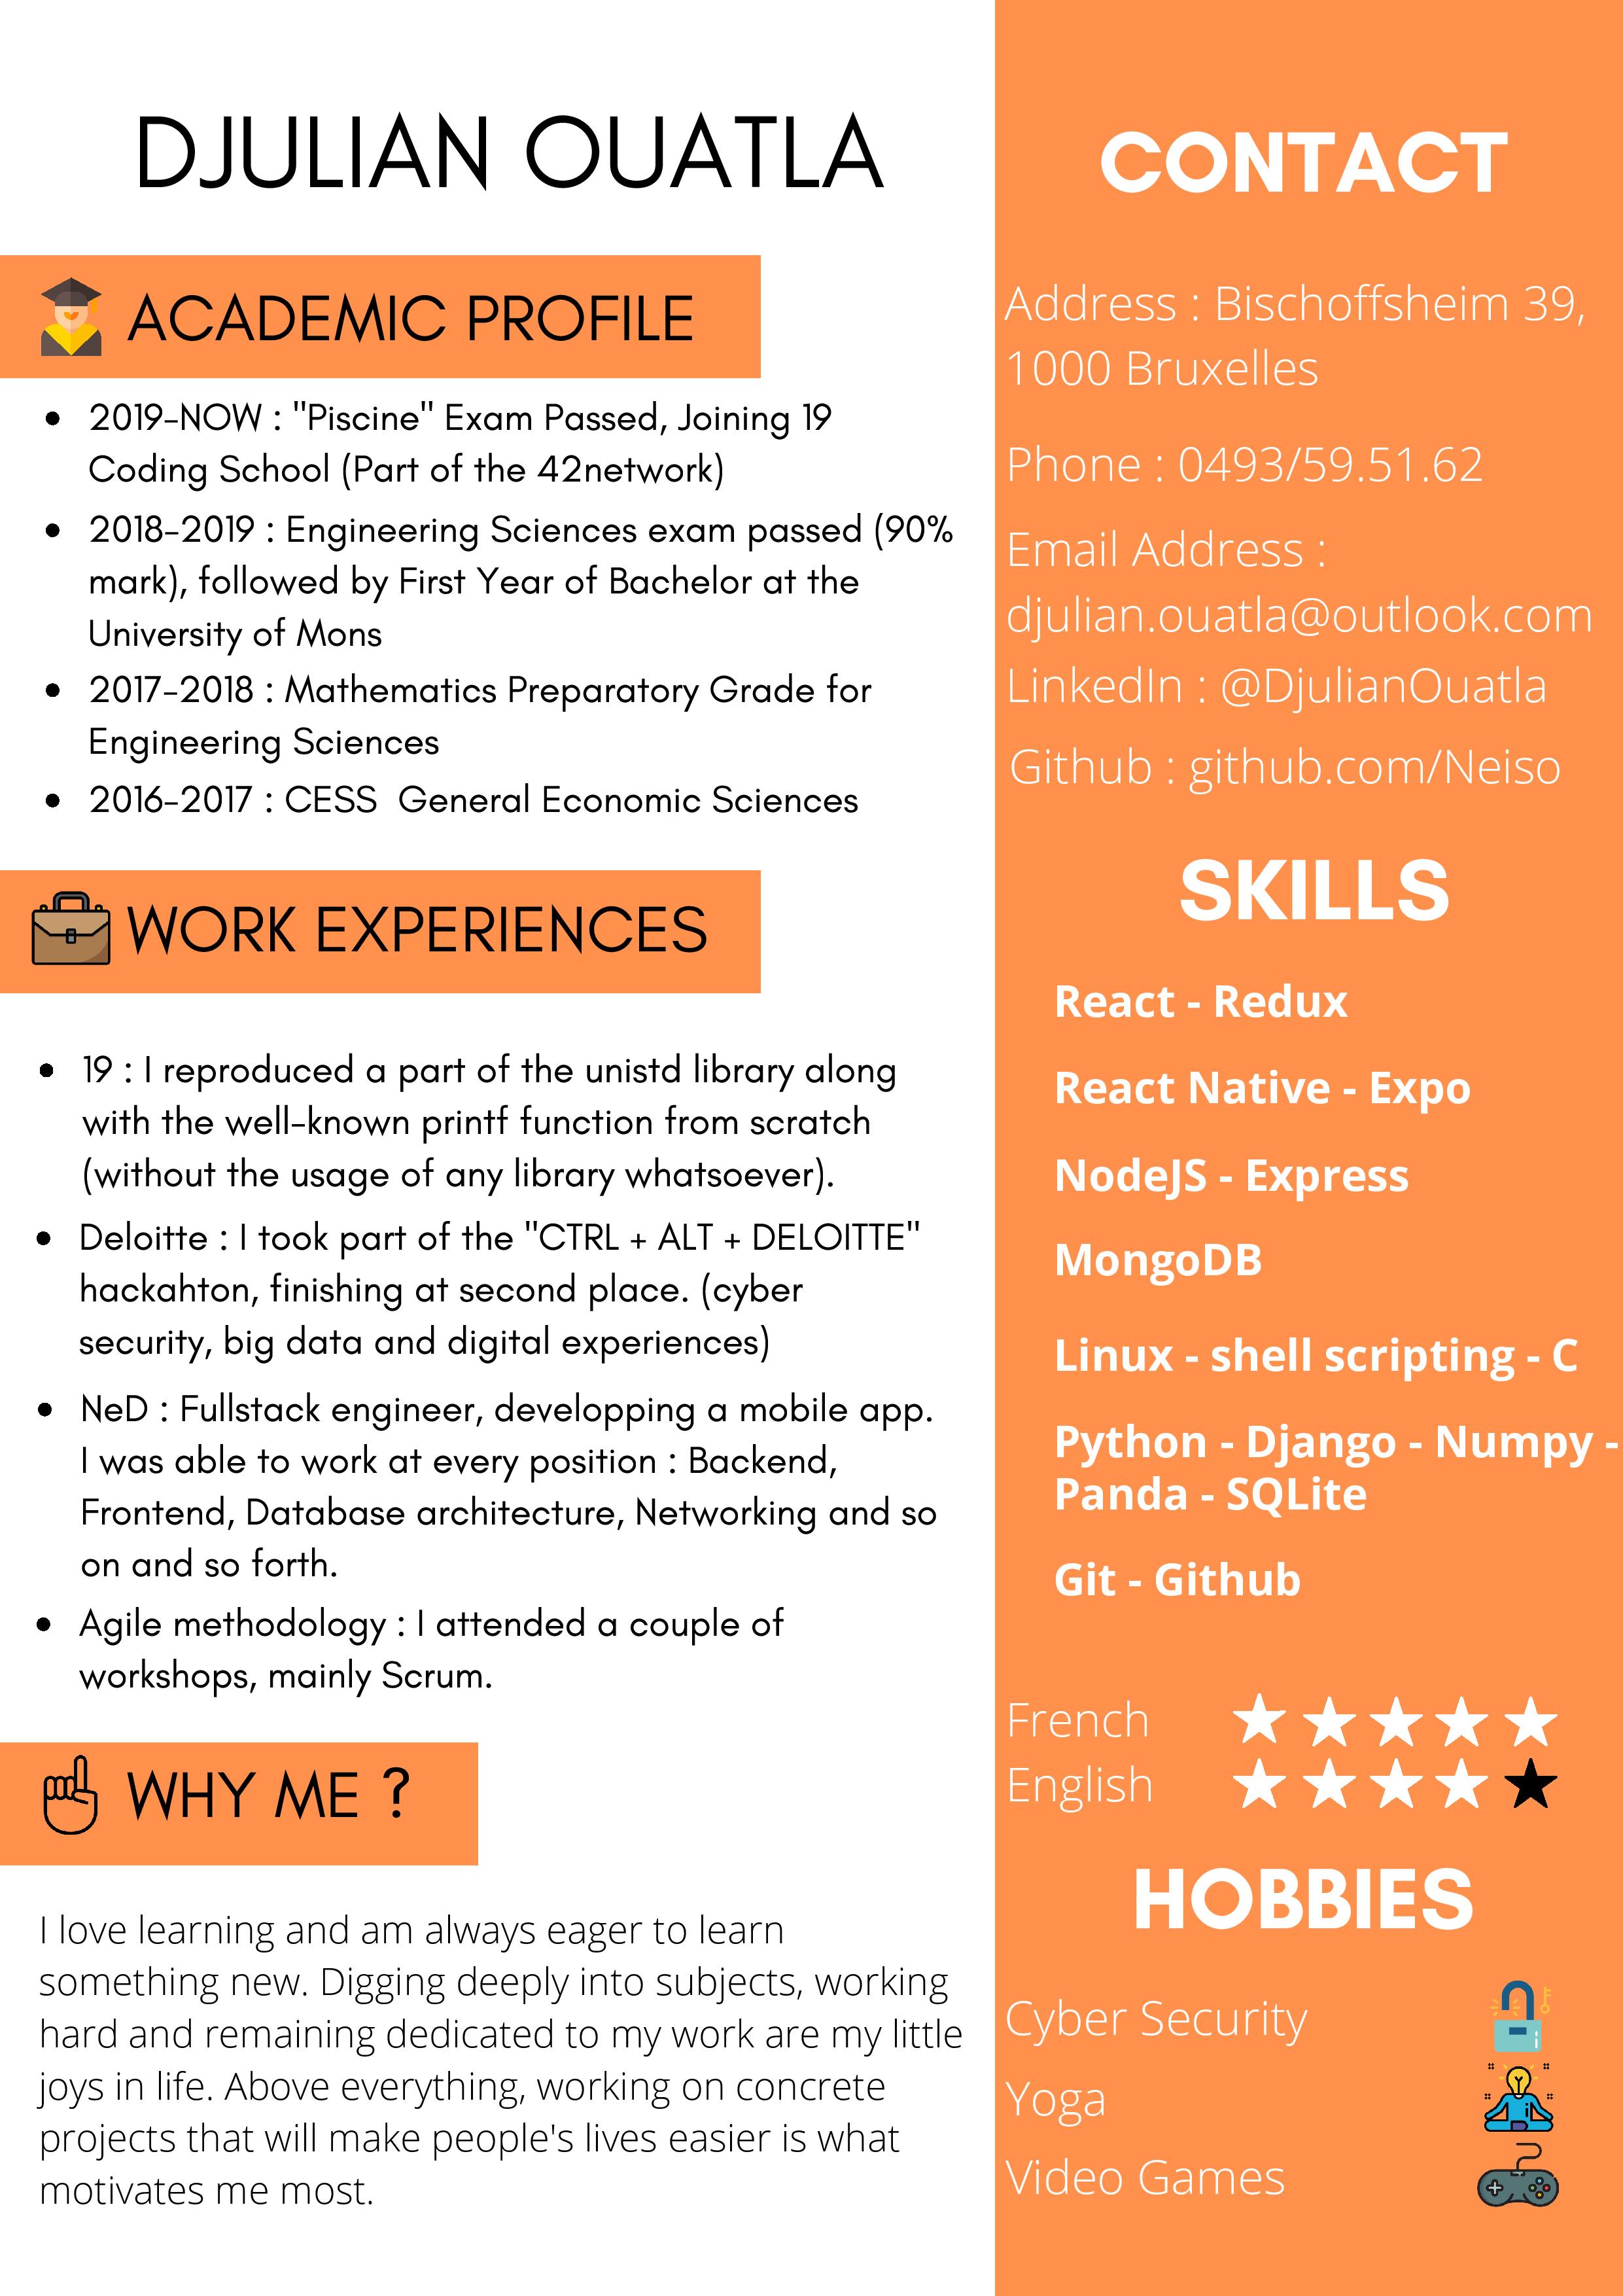 DJULIAN OUATLA
ACADEMIC PROFILE
2019-NOW : "Piscine" Exam Passed, Joining 19
Coding School (Part of the 42network)
2018-2019 : Engineering Sciences exam passed (90%
mark), followed by First Year of Bachelor at the
University of Mons
2017-2018 : Mathematics Preparatory Grade for
Engineering Sciences
2016-2017 : CESS  General Economic Sciences
WORK EXPERIENCES
19 : I reproduced a part of the unistd library along
with the well-known printf function from scratch
(without the usage of any library whatsoever).
Deloitte : I took part of the "CTRL + ALT + DELOITTE"
hackahton, finishing at second place. (cyber
security, big data and digital experiences)
NeD : Fullstack engineer, developping a mobile app.
I was able to work at every position : Backend,
Frontend, Database architecture, Networking and so
on and so forth.
Agile methodology : I attended a couple of
workshops, mainly Scrum.
WHY ME ?
I love learning and am always eager to learn
something new. Digging deeply into subjects, working
hard and remaining dedicated to my work are my little
joys in life. Above everything, working on concrete
projects that will make people's lives easier is what
motivates me most.
CONTACT
Address : Bischoffsheim 39,
1000 Bruxelles
Phone : 0493/59.51.62
Email Address :
djulian.ouatla@outlook.com
LinkedIn : @DjulianOuatla
Github : github.com/Neiso
SKILLS
React - Redux
React Native - Expo
NodeJS - Express
MongoDB
Linux - shell scripting - C
Python - Django - Numpy -
Panda - SQLite
Git - Github
French
English
HOBBIES
Cyber Security
Yoga
Video Games